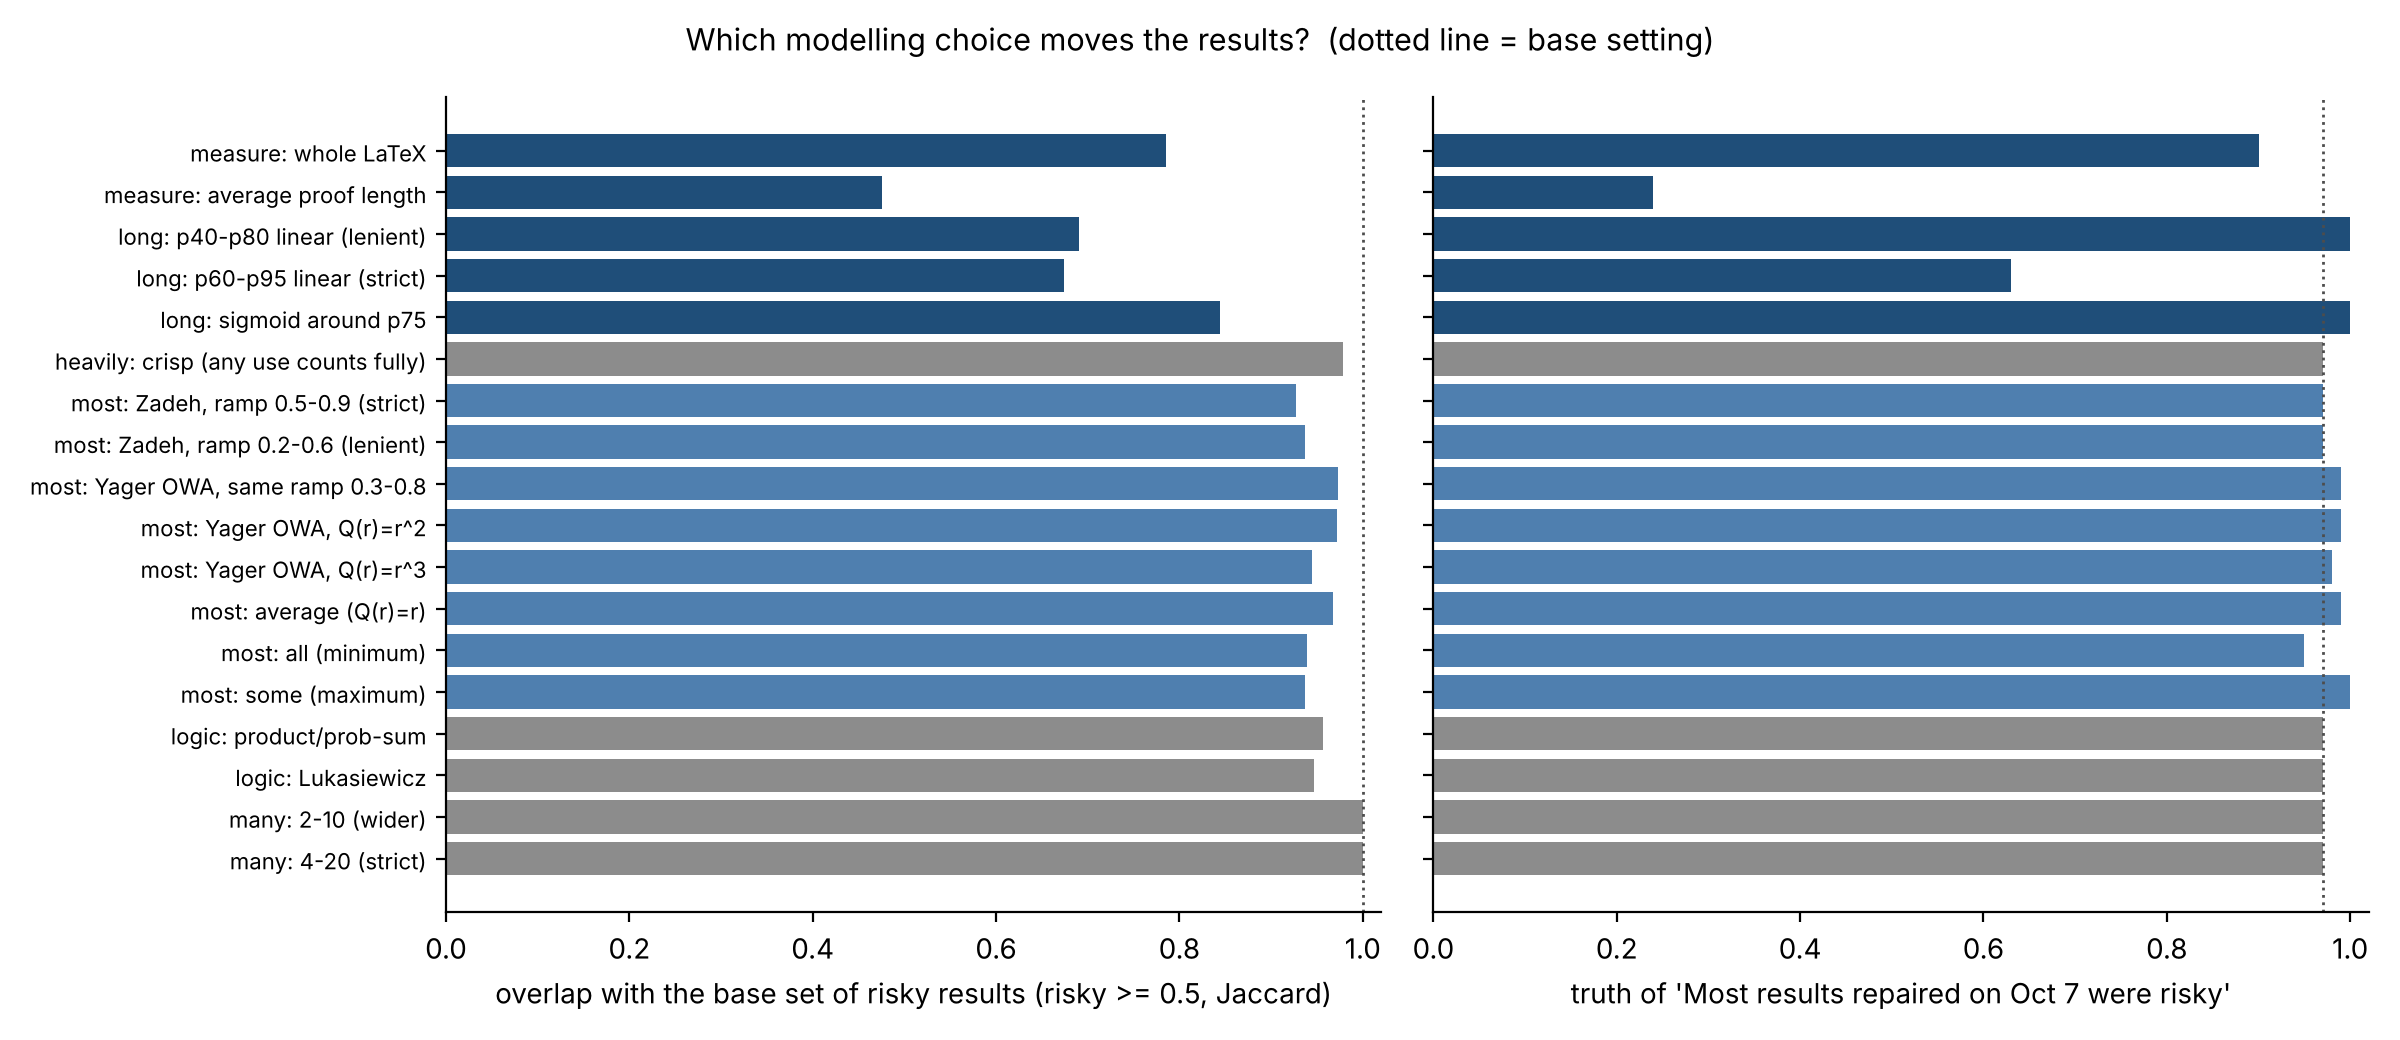 Which modelling choice moves the results?  (dotted line = base setting)
measure: whole LaTeX
measure: average proof length
long: p40-p80 linear (lenient)
long: p60-p95 linear (strict)
long: sigmoid around p75
heavily: crisp (any use counts fully)
most: Zadeh, ramp 0.5-0.9 (strict)
most: Zadeh, ramp 0.2-0.6 (lenient)
most: Yager OWA, same ramp 0.3-0.8
most: Yager OWA, Q(r)=r^2
most: Yager OWA, Q(r)=r^3
most: average (Q(r)=r)
most: all (minimum)
most: some (maximum)
logic: product/prob-sum
logic: Lukasiewicz
many: 2-10 (wider)
many: 4-20 (strict)
0.0 0.2 0.4 0.6 0.8 1.0
overlap with the base set of risky results (risky >= 0.5, Jaccard)
0.0 0.2 0.4 0.6 0.8 1.0
truth of 'Most results repaired on Oct 7 were risky'